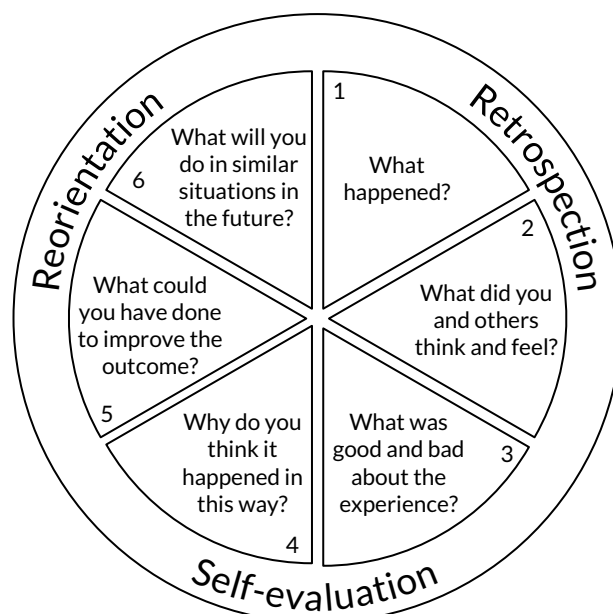 Retrospection
1
What
happened?
2
What did you
and others
think and feel?
Self-evaluation
3
What was
good and bad
about the
experience?
4
Why do you
think it
happened in
this way?
Reorientation
5
What could
you have done
to improve the
outcome?
6
What will you
do in similar
situations in
the future?